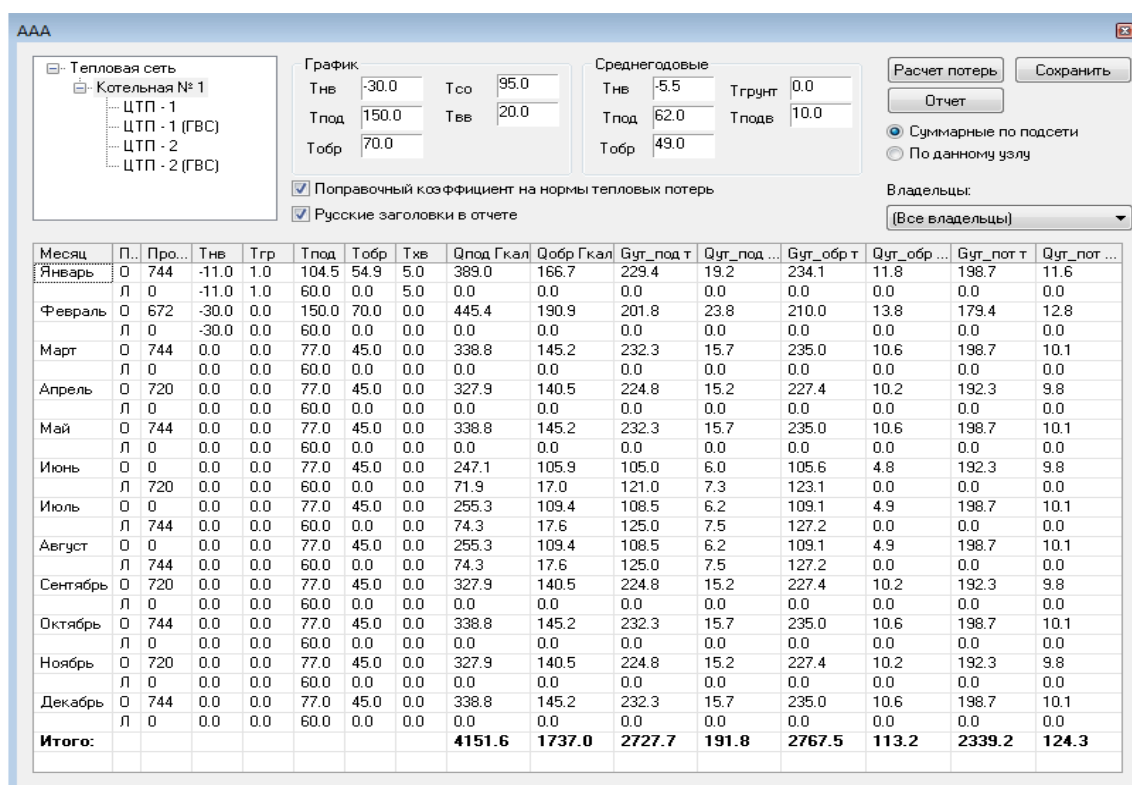 AAA
Тепловая сеть
Котельная № 1
ЦТП - 1
ЦТП - 1 (ГВС)
ЦТП - 2
ЦТП - 2 (ГВС)
График
Тнв -30.0 Тсо 95.0
Тпод 150.0 Твв 20.0
Тобр 70.0
Среднегодовые
Тнв -5.5 Тгрунт 0.0
Тпод 62.0 Тподв 10.0
Тобр 49.0
Поправочный коэффициент на нормы тепловых потерь
Русские заголовки в отчете
Расчет потерь Сохранить
Отчет
Суммарные по подсети
По данному узлу
Владельцы:
(Все владельцы)
Месяц П.. Про... Тнв Тгр Тпод Тобр Тхв Qпод Гкал Qобр Гкал Gут_под т Qут_под ... Gут_обр т Qут_обр ... Gут_пот т Qут_пот ...
Январь О 744 -11.0 1.0 104.5 54.9 5.0 389.0 166.7 229.4 19.2 234.1 11.8 198.7 11.6
Л 0 -11.0 1.0 60.0 0.0 5.0 0.0 0.0 0.0 0.0 0.0 0.0 0.0 0.0
Февраль О 672 -30.0 0.0 150.0 70.0 0.0 445.4 190.9 201.8 23.8 210.0 13.8 179.4 12.8
Л 0 -30.0 0.0 60.0 0.0 0.0 0.0 0.0 0.0 0.0 0.0 0.0 0.0 0.0
Март О 744 0.0 0.0 77.0 45.0 0.0 338.8 145.2 232.3 15.7 235.0 10.6 198.7 10.1
Л 0 0.0 0.0 60.0 0.0 0.0 0.0 0.0 0.0 0.0 0.0 0.0 0.0 0.0
Апрель О 720 0.0 0.0 77.0 45.0 0.0 327.9 140.5 224.8 15.2 227.4 10.2 192.3 9.8
Л 0 0.0 0.0 60.0 0.0 0.0 0.0 0.0 0.0 0.0 0.0 0.0 0.0 0.0
Май О 744 0.0 0.0 77.0 45.0 0.0 338.8 145.2 232.3 15.7 235.0 10.6 198.7 10.1
Л 0 0.0 0.0 60.0 0.0 0.0 0.0 0.0 0.0 0.0 0.0 0.0 0.0 0.0
Июнь О 0 0.0 0.0 77.0 45.0 0.0 247.1 105.9 105.0 6.0 105.6 4.8 192.3 9.8
Л 720 0.0 0.0 60.0 0.0 0.0 71.9 17.0 121.0 7.3 123.1 0.0 0.0 0.0
Июль О 0 0.0 0.0 77.0 45.0 0.0 255.3 109.4 108.5 6.2 109.1 4.9 198.7 10.1
Л 744 0.0 0.0 60.0 0.0 0.0 74.3 17.6 125.0 7.5 127.2 0.0 0.0 0.0
Август О 0 0.0 0.0 77.0 45.0 0.0 255.3 109.4 108.5 6.2 109.1 4.9 198.7 10.1
Л 744 0.0 0.0 60.0 0.0 0.0 74.3 17.6 125.0 7.5 127.2 0.0 0.0 0.0
Сентябрь О 720 0.0 0.0 77.0 45.0 0.0 327.9 140.5 224.8 15.2 227.4 10.2 192.3 9.8
Л 0 0.0 0.0 60.0 0.0 0.0 0.0 0.0 0.0 0.0 0.0 0.0 0.0 0.0
Октябрь О 744 0.0 0.0 77.0 45.0 0.0 338.8 145.2 232.3 15.7 235.0 10.6 198.7 10.1
Л 0 0.0 0.0 60.0 0.0 0.0 0.0 0.0 0.0 0.0 0.0 0.0 0.0 0.0
Ноябрь О 720 0.0 0.0 77.0 45.0 0.0 327.9 140.5 224.8 15.2 227.4 10.2 192.3 9.8
Л 0 0.0 0.0 60.0 0.0 0.0 0.0 0.0 0.0 0.0 0.0 0.0 0.0 0.0
Декабрь О 744 0.0 0.0 77.0 45.0 0.0 338.8 145.2 232.3 15.7 235.0 10.6 198.7 10.1
Л 0 0.0 0.0 60.0 0.0 0.0 0.0 0.0 0.0 0.0 0.0 0.0 0.0 0.0
Итого: 4151.6 1737.0 2727.7 191.8 2767.5 113.2 2339.2 124.3